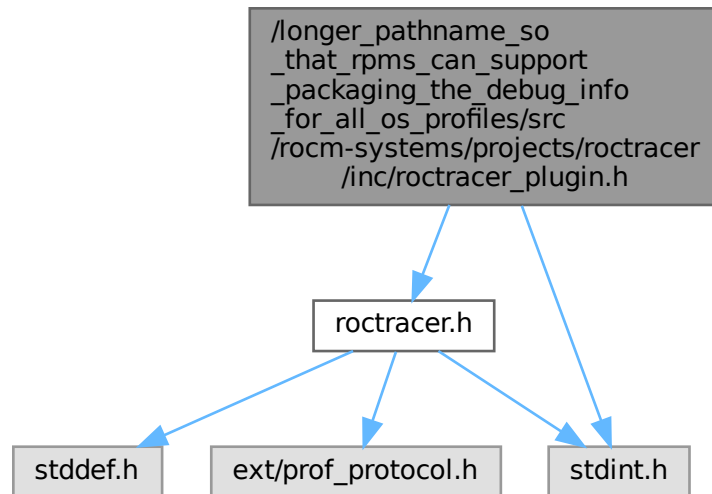 /longer_pathname_so
_that_rpms_can_support
_packaging_the_debug_info
_for_all_os_profiles/src
/rocm-systems/projects/roctracer
/inc/roctracer_plugin.h
roctracer.h
stddef.h
ext/prof_protocol.h
stdint.h